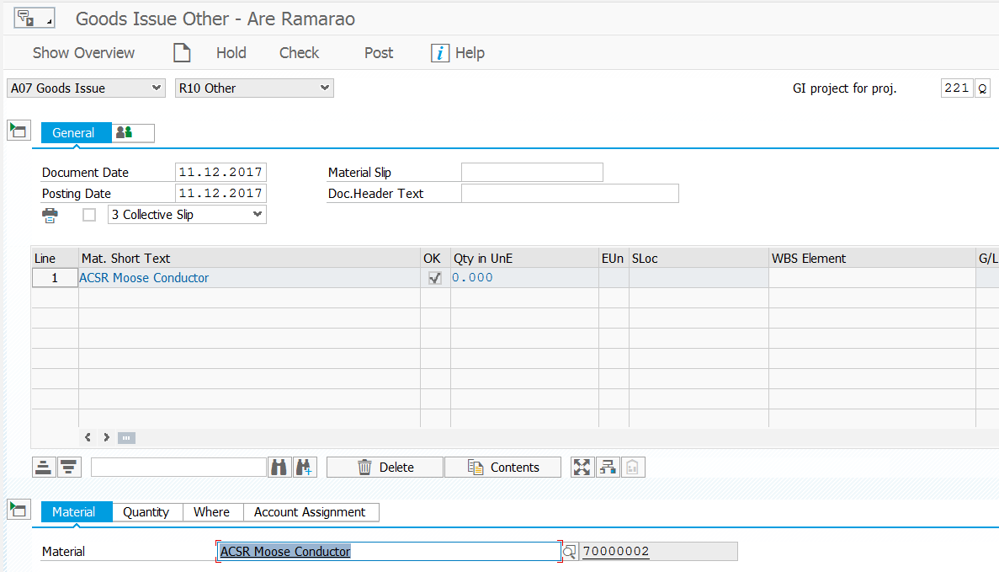 Goods Issue Other - Are Ramarao
Show Overview Hold Check Post i Help
A07 Goods Issue R10 Other GI project for proj. 221 Q
General
Document Date 11.12.2017 Material Slip
Posting Date 11.12.2017 Doc.Header Text
3 Collective Slip
Line Mat. Short Text OK Qty in UnE EUn SLoc WBS Element G/L
1 ACSR Moose Conductor 0.000
Delete Contents
Material Quantity Where Account Assignment
Material ACSR Moose Conductor 70000002